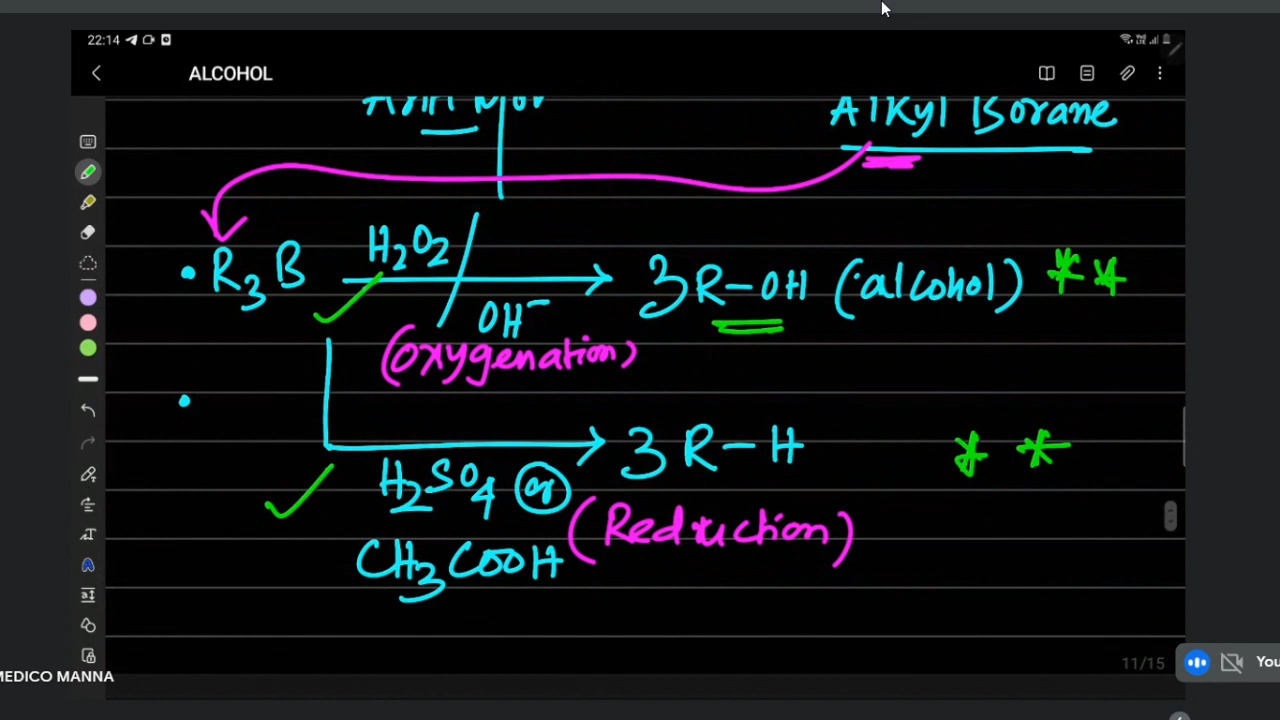 22:14
ALCOHOL
Alkyl Borane
• R3B H2O2 / OH⁻ → 3R-OH (alcohol) **
(oxygenation)
• H2SO4 or CH3COOH → 3R-H **
(Reduction)
11/15
MEDICO MANNA
You